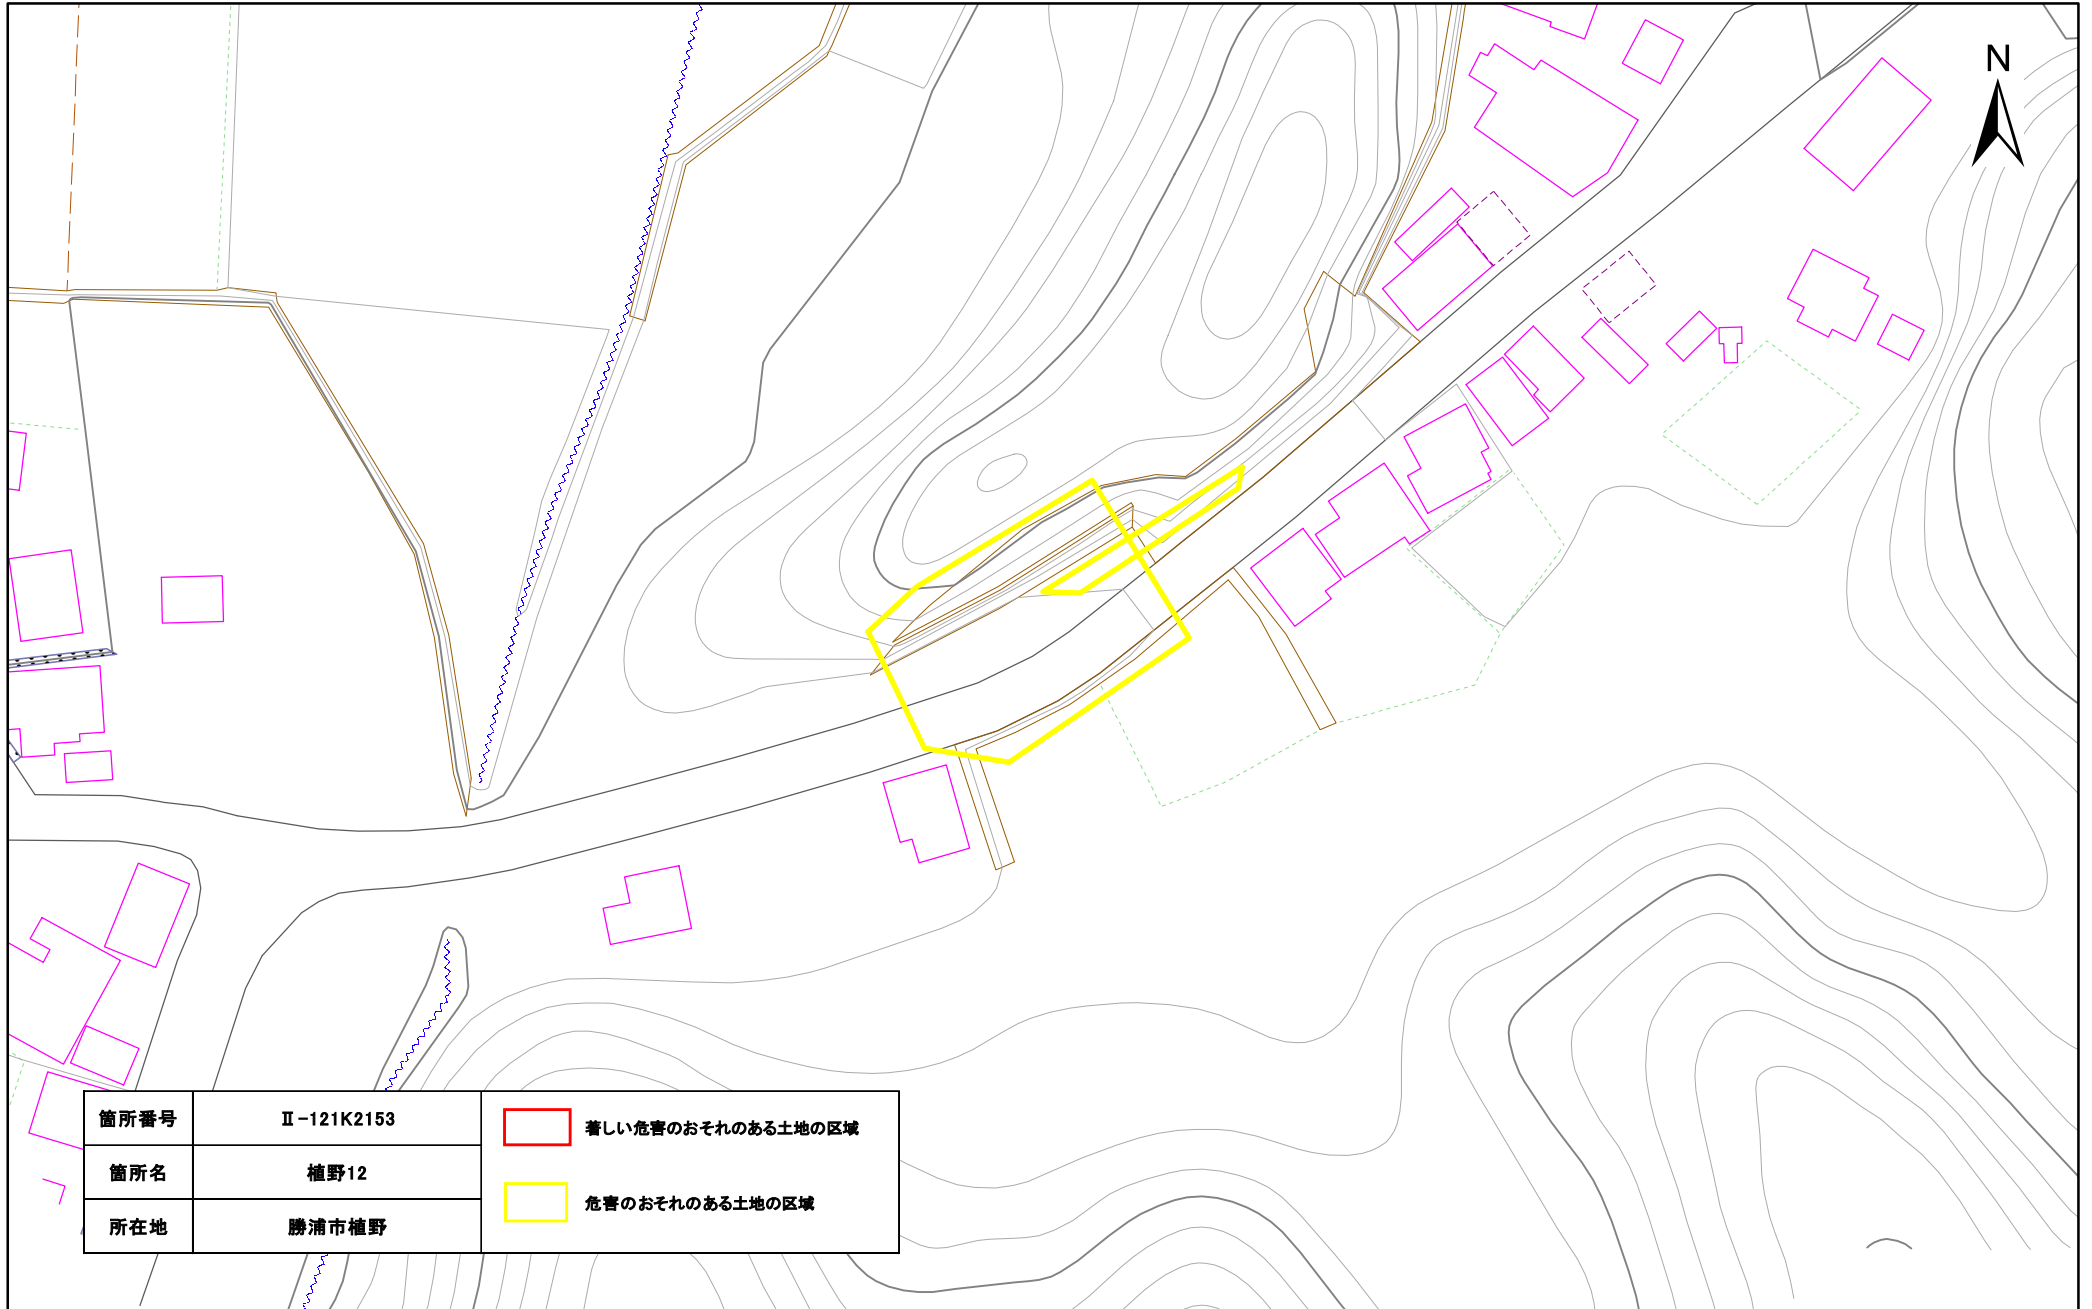 N
箇所番号 Ⅱ-121K2153
箇所名 植野12
所在地 勝浦市植野
著しい危害のおそれのある土地の区域
危害のおそれのある土地の区域